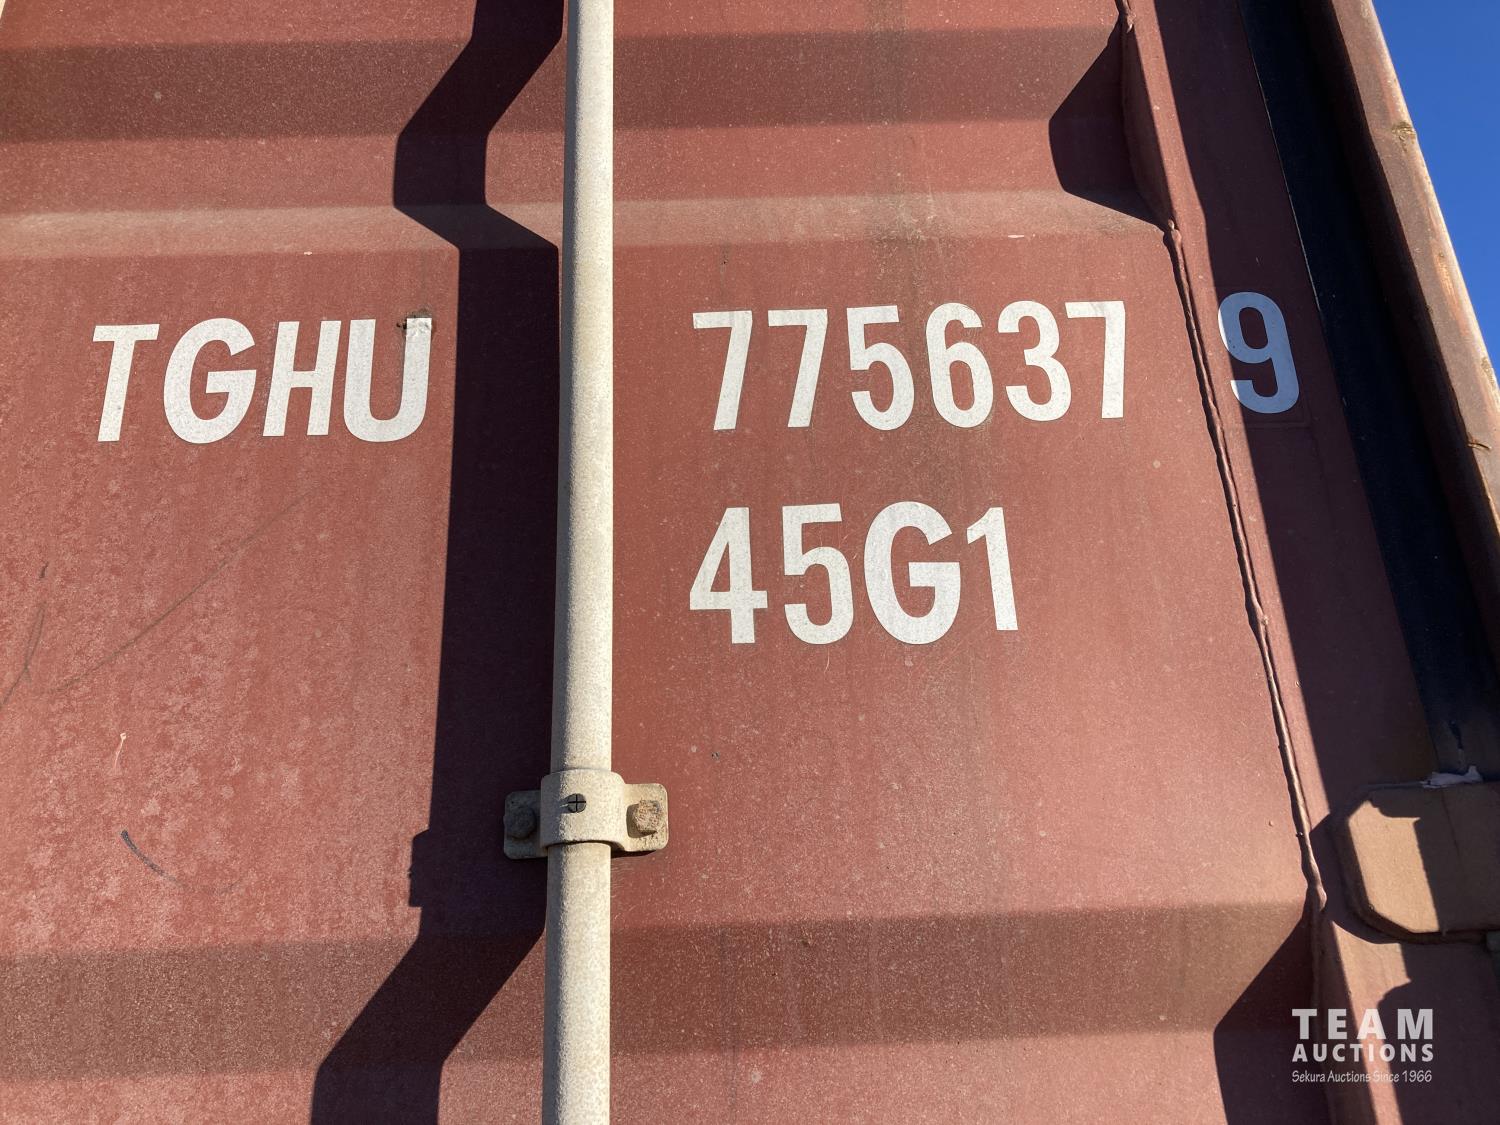 TGHU 775637 9
45G1
TEAM
AUCTIONS
Sekura Auctions Since 1966